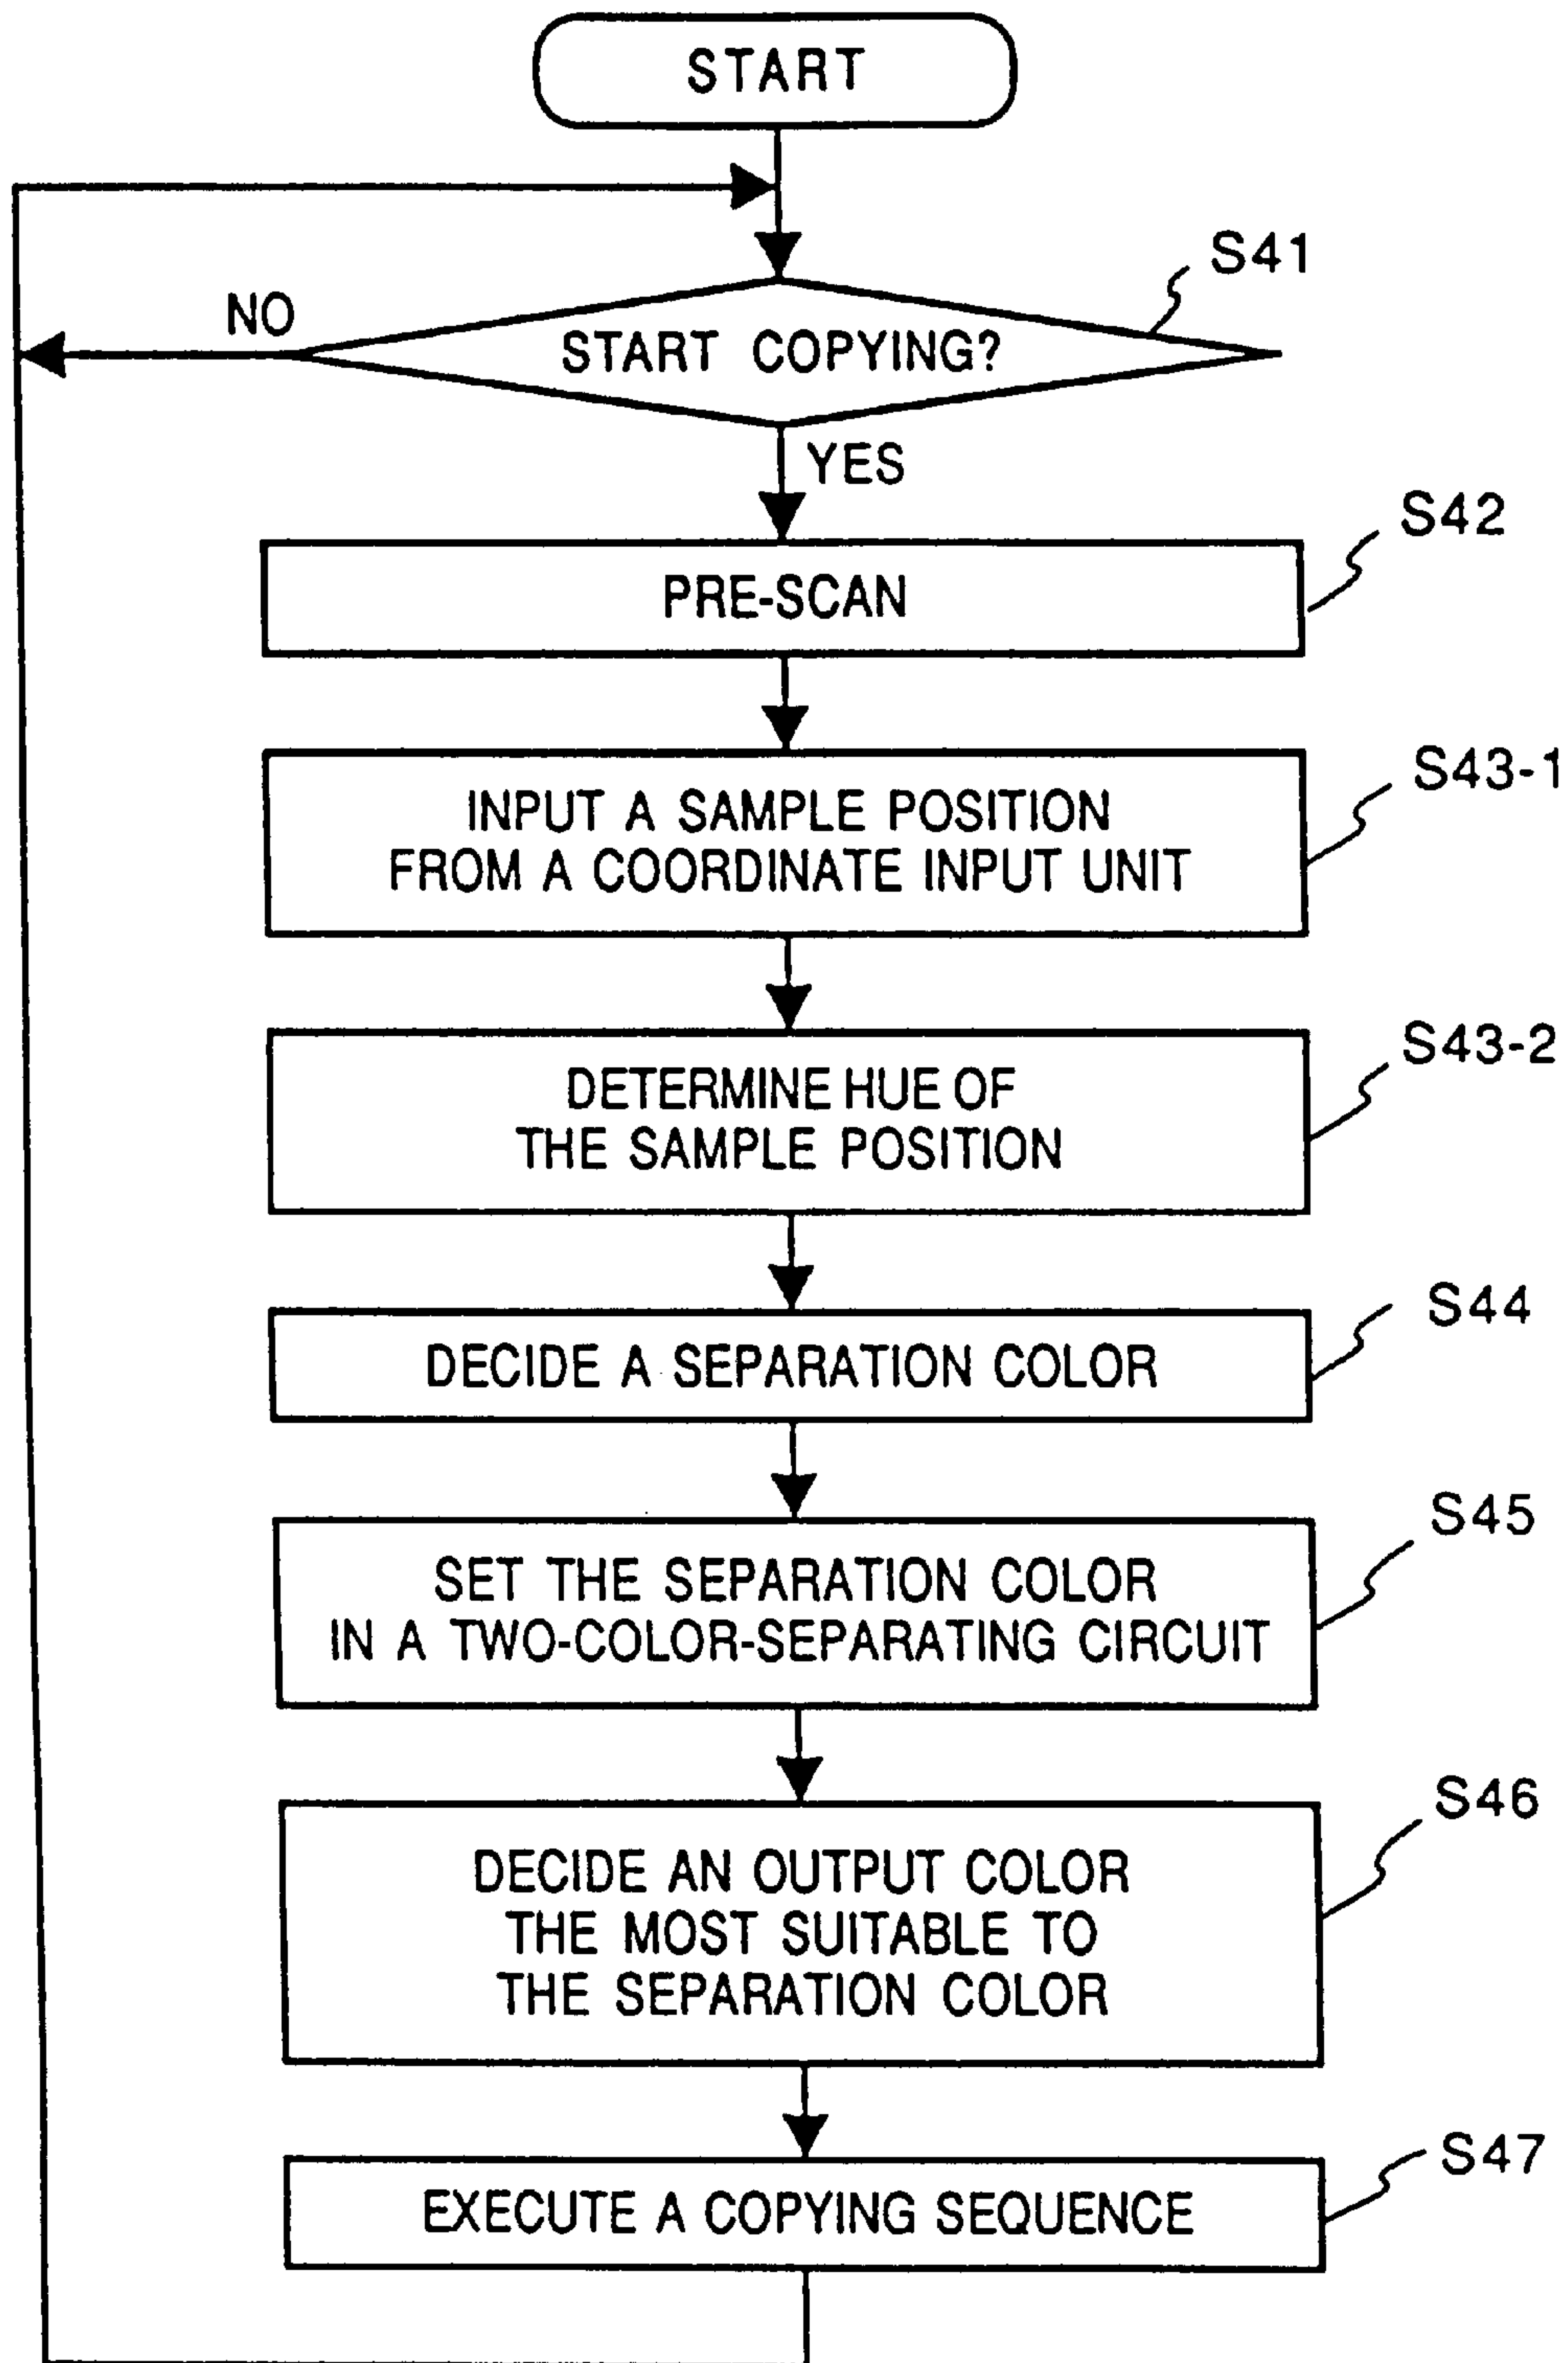 START
S41
NO
START COPYING?
YES
S42
PRE-SCAN
S43-1
INPUT A SAMPLE POSITION
FROM A COORDINATE INPUT UNIT
S43-2
DETERMINE HUE OF
THE SAMPLE POSITION
S44
DECIDE A SEPARATION COLOR
S45
SET THE SEPARATION COLOR
IN A TWO-COLOR-SEPARATING CIRCUIT
S46
DECIDE AN OUTPUT COLOR
THE MOST SUITABLE TO
THE SEPARATION COLOR
S47
EXECUTE A COPYING SEQUENCE